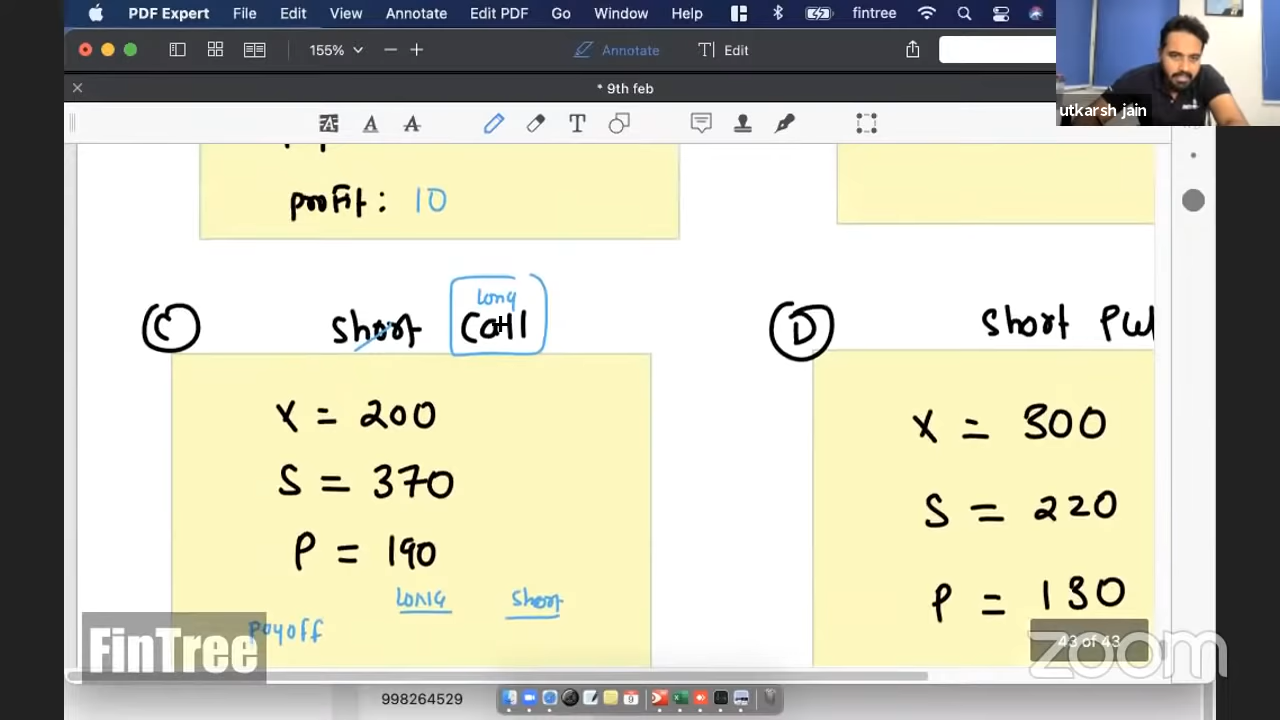 PDF Expert File Edit View Annotate Edit PDF Go Window Help fintree
155% Annotate T| Edit
utkarsh jain
* 9th feb
profit : 10
C Short long Call
D Short Put
X = 200
S = 370
P = 190
LONG Short
Payoff
X = 300
S = 220
P = 130
43 of 43
FinTree
zoom
998264529